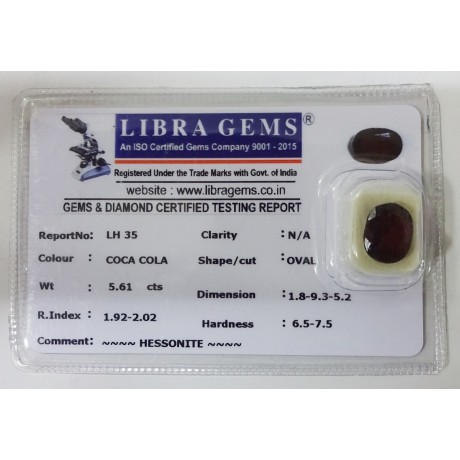 LIBRA GEMS®
An ISO Certified Gems Company 9001 - 2015
Registered Under the Trade Marks with Govt. of India
website : www.libragems.co.in
GEMS & DIAMOND CERTIFIED TESTING REPORT
ReportNo: LH 35 Clarity : N/A
Colour : COCA COLA Shape/cut : OVAL
Wt : 5.61 cts Dimension : 1.8-9.3-5.2
R.Index : 1.92-2.02 Hardness : 6.5-7.5
Comment: ~~~~ HESSONITE ~~~~